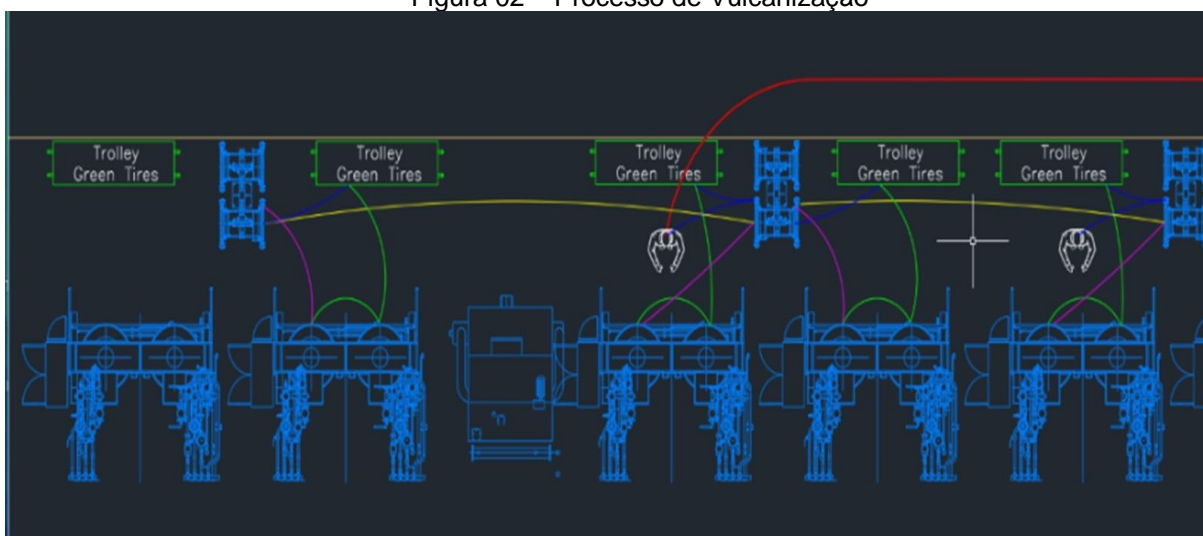 Figura 02 – Processo de Vulcanização
Trolley
Green Tires
Trolley
Green Tires
Trolley
Green Tires
Trolley
Green Tires
Trolley
Green Tires